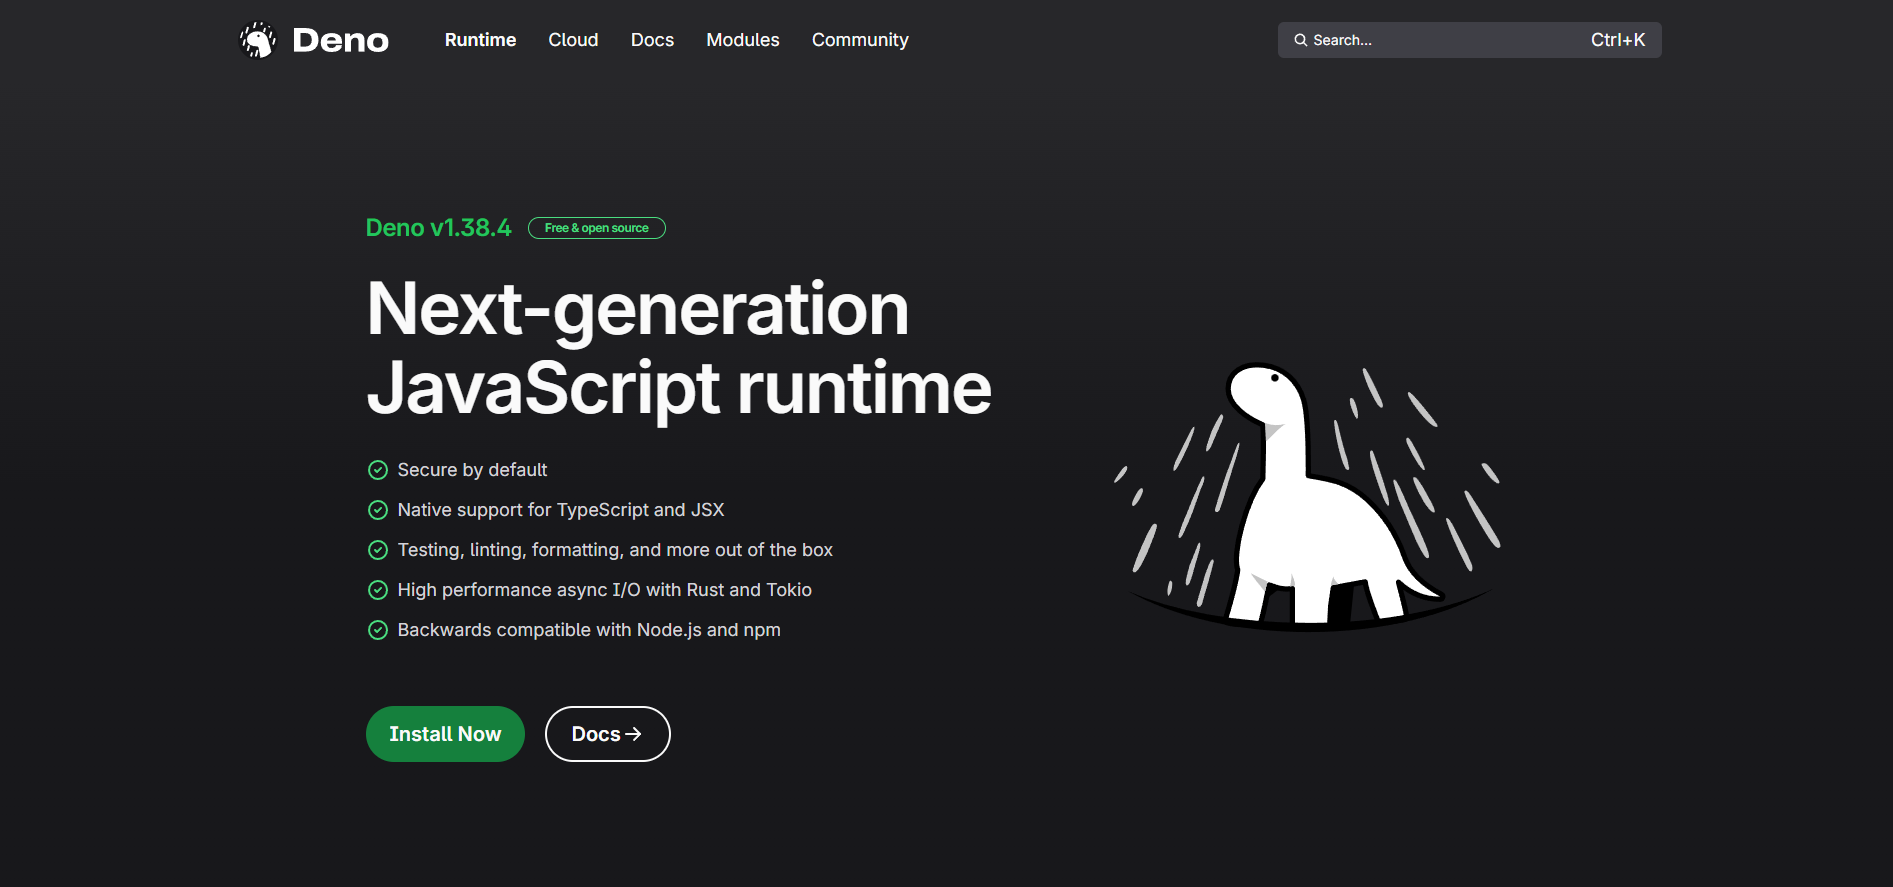 Deno
Runtime
Cloud
Docs
Modules
Community
Search...
Ctrl+K
Deno v1.38.4
Free & open source
Next-generation
JavaScript runtime
Secure by default
Native support for TypeScript and JSX
Testing, linting, formatting, and more out of the box
High performance async I/O with Rust and Tokio
Backwards compatible with Node.js and npm
Install Now
Docs